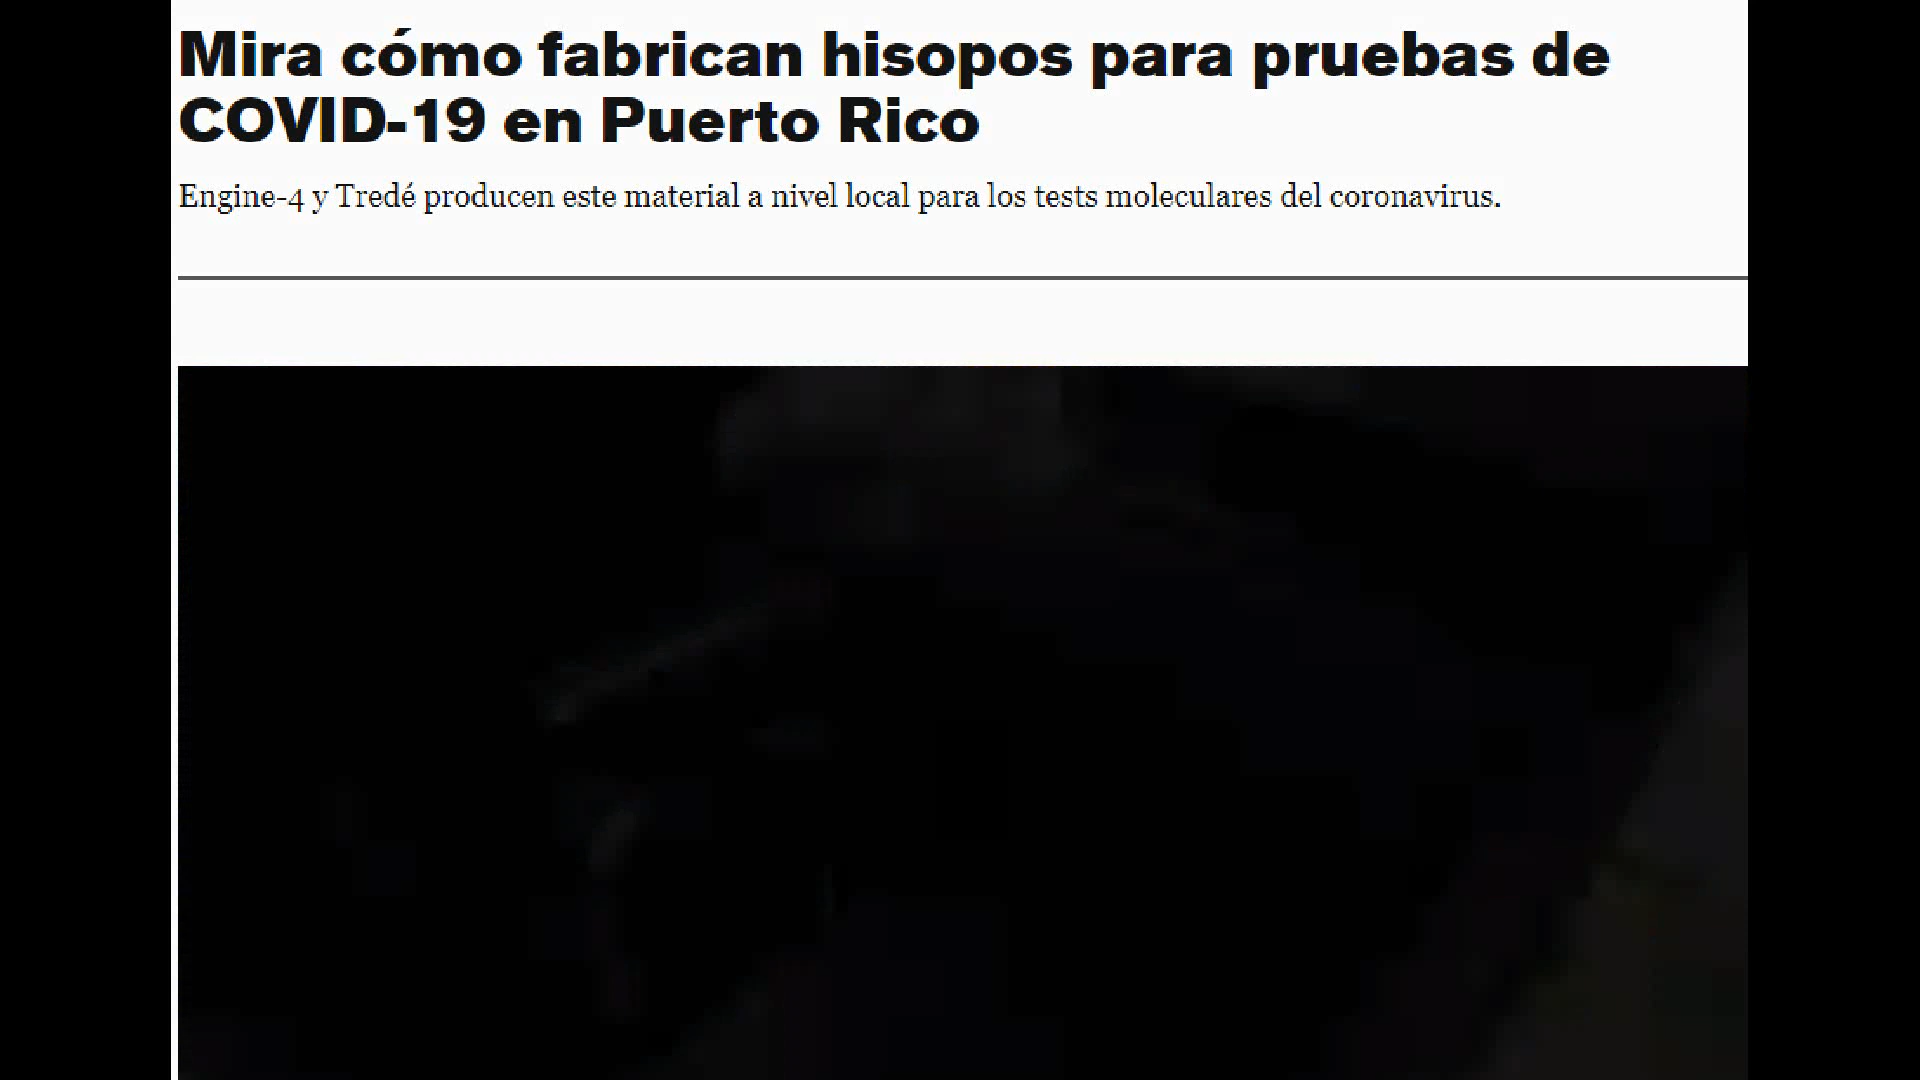 Mira cómo fabrican hisopos para pruebas de
COVID-19 en Puerto Rico
Engine-4 y Tredé producen este material a nivel local para los tests moleculares del coronavirus.